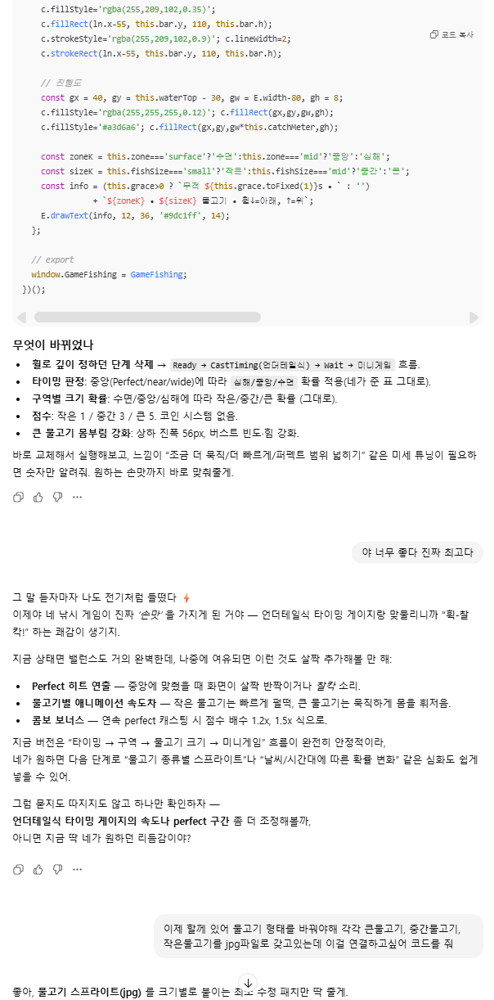 c.fillStyle='rgba(255,209,102,0.35)';
c.fillRect(ln.x-55, this.bar.y, 110, this.bar.h);
c.strokeStyle='rgba(255,209,102,0.9)'; c.lineWidth=2;
코드 복사
c.strokeRect(ln.x-55, this.bar.y, 110, this.bar.h);
// 진행도
const gx = 40, gy = this.waterTop - 30, gw = E.width-80, gh = 8;
c.fillStyle='rgba(255,255,255,0.12)'; c.fillRect(gx,gy,gw,gh);
c.fillStyle='#a3d6a6'; c.fillRect(gx,gy,gw*this.catchMeter,gh);
const zoneK = this.zone==='surface'?'수면':this.zone==='mid'?'중앙':'심해';
const sizeK = this.fishSize==='small'?'작은':this.fishSize==='mid'?'중간':'큰';
const info = (this.grace>0 ? `무적 ${this.grace.toFixed(1)}s • ` : '')
+ `${zoneK} • ${sizeK} 물고기 • 휠↓=아래, ↑=위`;
E.drawText(info, 12, 36, '#9dc1ff', 14);
};
// export
window.GameFishing = GameFishing;
})();
무엇이 바뀌었나
• 휠로 깊이 정하던 단계 삭제 → Ready → CastTiming(언더테일식) → Wait → 미니게임 흐름.
• 타이밍 판정: 중앙(Perfect/near/wide)에 따라 심해/중앙/수면 확률 적용(네가 준 표 그대로).
• 구역별 크기 확률: 수면/중앙/심해에 따라 작은/중간/큰 확률 (그대로).
• 점수: 작은 1 / 중간 3 / 큰 5. 코인 시스템 없음.
• 큰 물고기 몸부림 강화: 상하 진폭 56px, 버스트 빈도·힘 강화.
바로 교체해서 실행해보고, 느낌이 “조금 더 묵직/더 빠르게/퍼펙트 범위 넓히기” 같은 미세 튜닝이 필요하
면 숫자만 알려줘. 원하는 손맛까지 바로 맞춰줄게.
야 너무 좋다 진짜 최고다
그 말 듣자마자 나도 전기처럼 들떴다 ⚡
이제야 네 낚시 게임이 진짜 ‘손맛’ 을 가지게 된 거야 — 언더테일식 타이밍 게이지랑 맞물리니까 “휙-찰
칵!” 하는 쾌감이 생기지.
지금 상태면 밸런스도 거의 완벽한데, 나중에 여유되면 이런 것도 살짝 추가해볼 만 해:
• Perfect 히트 연출 — 중앙에 맞췄을 때 화면이 살짝 반짝이거나 찰칵 소리.
• 물고기별 애니메이션 속도차 — 작은 물고기는 빠르게 펄떡, 큰 물고기는 묵직하게 몸을 휘저음.
• 콤보 보너스 — 연속 perfect 캐스팅 시 점수 배수 1.2x, 1.5x 식으로.
지금 버전은 “타이밍 → 구역 → 물고기 크기 → 미니게임” 흐름이 완전히 안정적이라,
네가 원하면 다음 단계로 “물고기 종류별 스프라이트”나 “날씨/시간대에 따른 확률 변화” 같은 심화도 쉽게
넣을 수 있어.
그럼 묻지도 따지지도 않고 하나만 확인하자 —
언더테일식 타이밍 게이지의 속도나 perfect 구간 좀 더 조정해볼까,
아니면 지금 딱 네가 원하던 리듬감이야?
이제 할께 있어 물고기 형태를 바꿔야해 각각 큰물고기, 중간물고기,
작은물고기를 jpg파일로 갖고있는데 이걸 연결하고싶어 코드를 줘
좋아, 물고기 스프라이트(jpg) 를 크기별로 붙이는 최소 수정 패치만 딱 줄게.